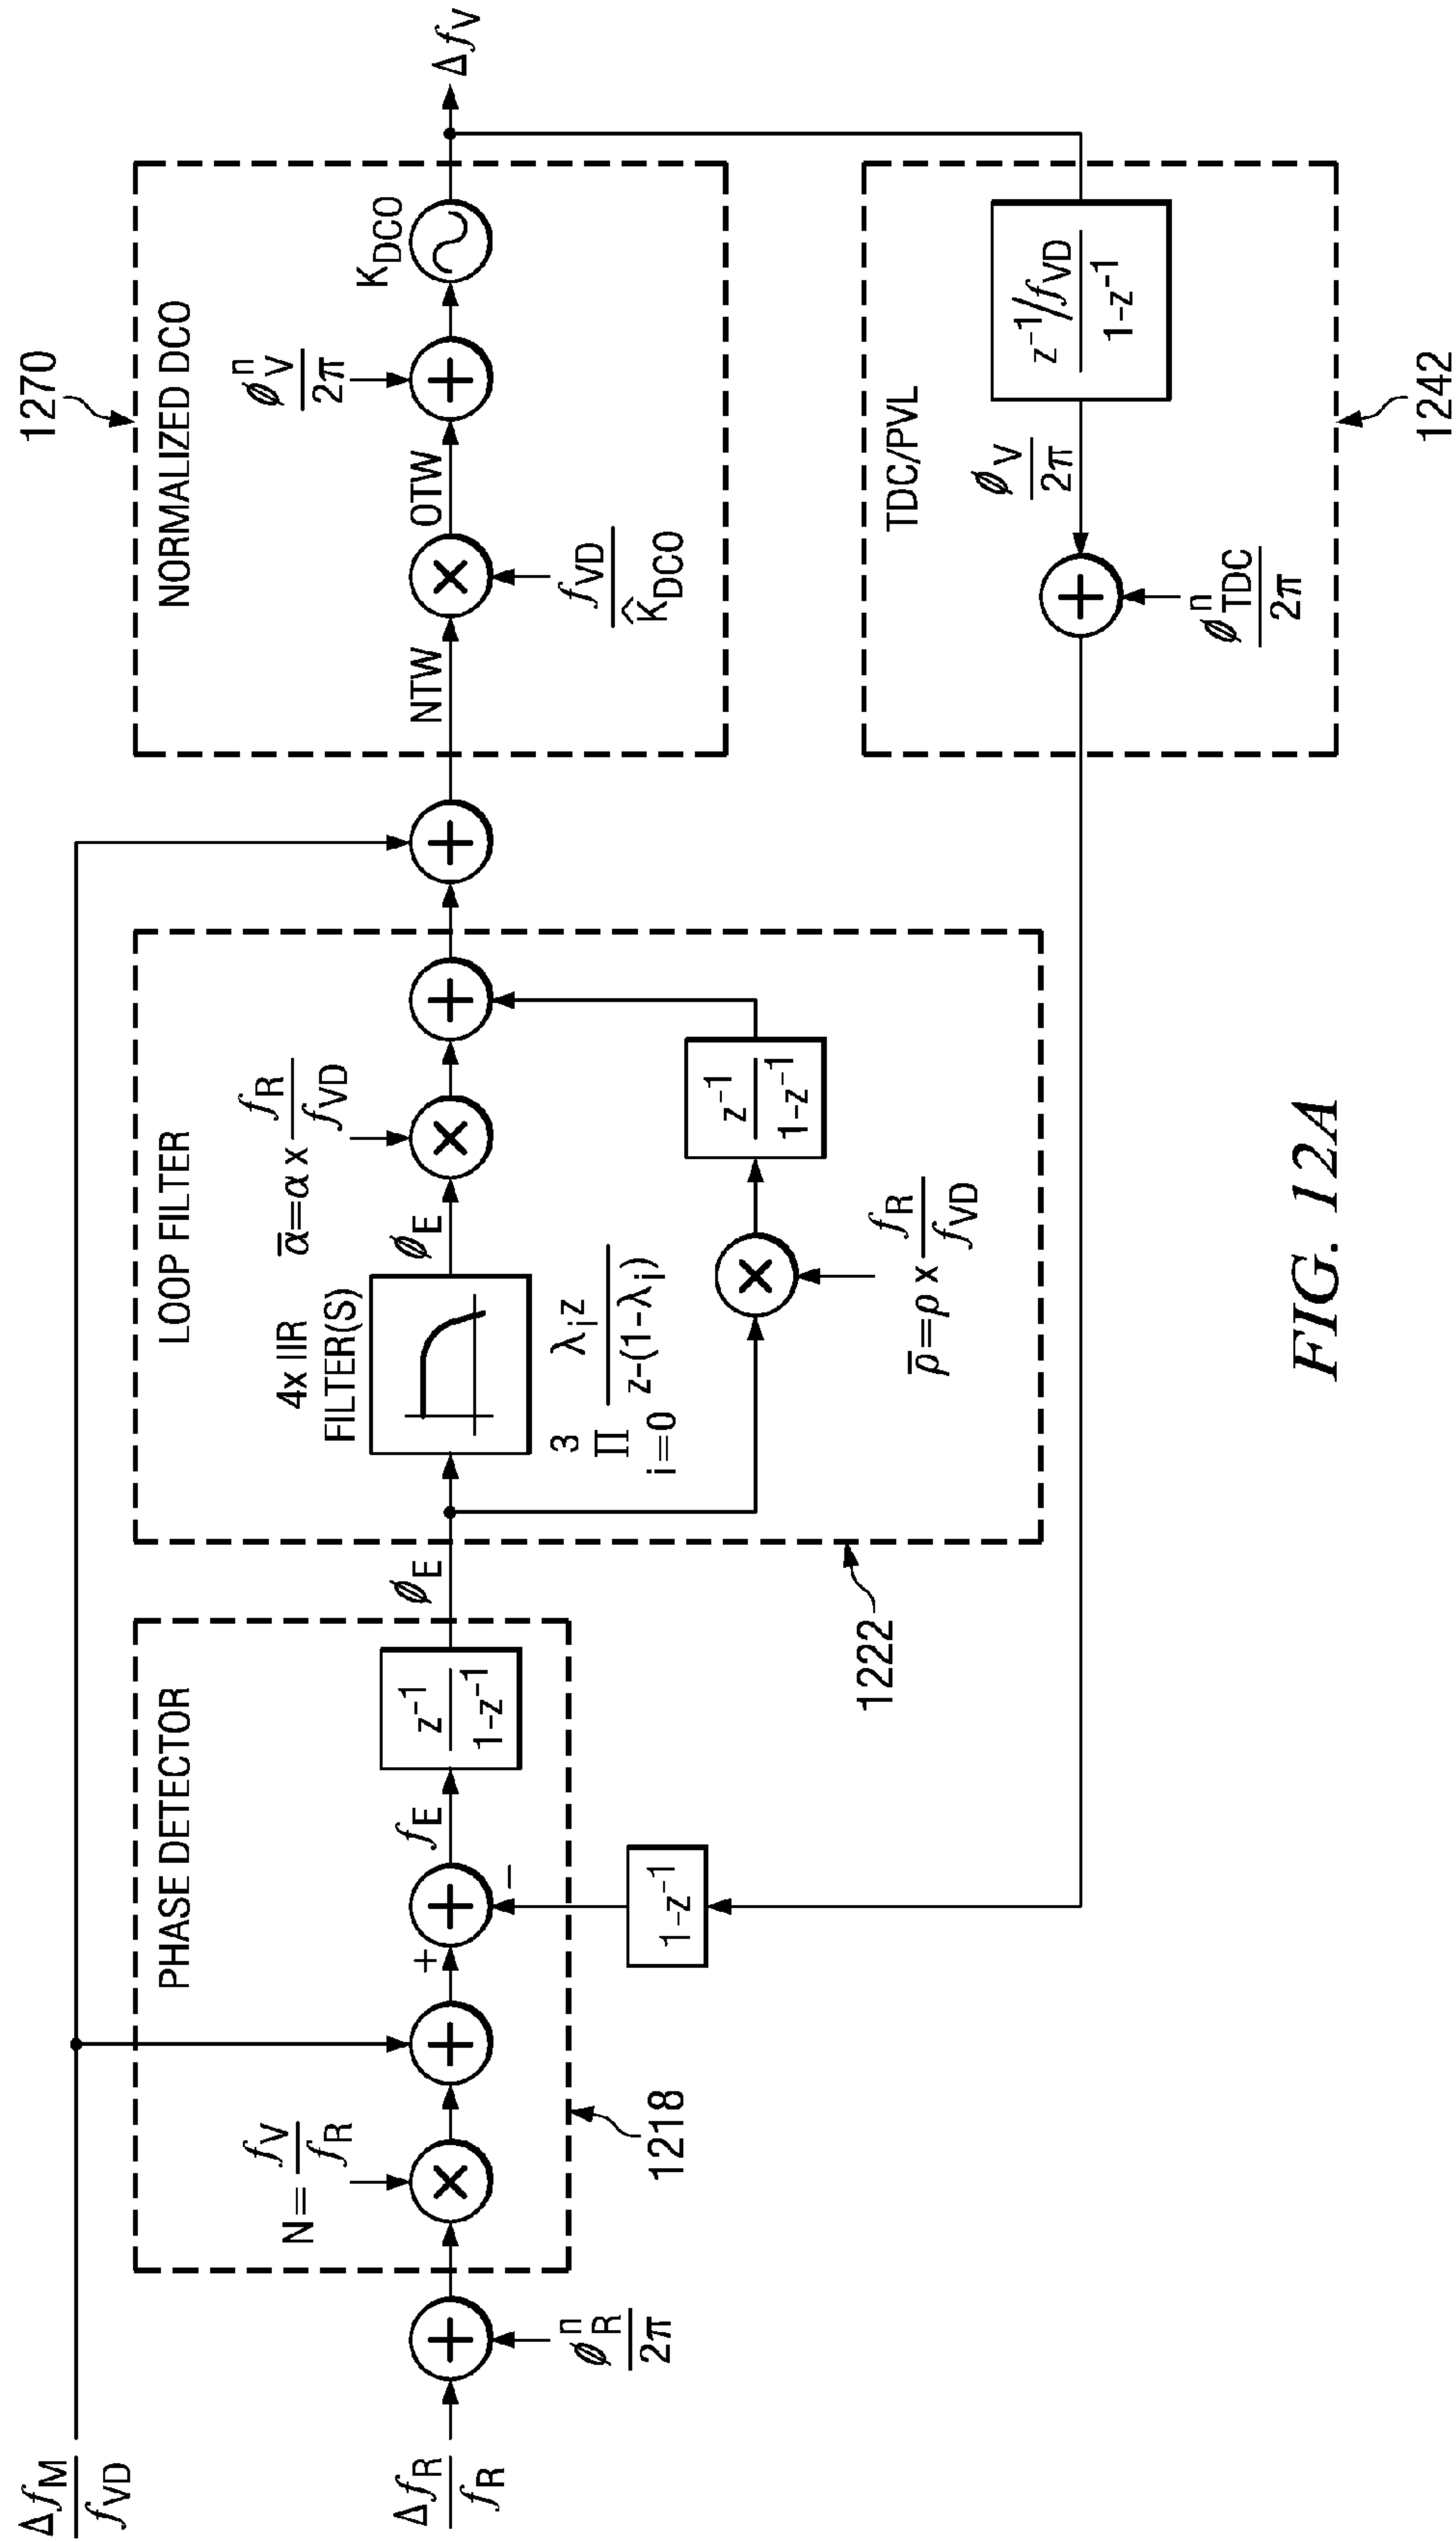 Δf_M / f_VD
Δf_R / f_R
ø^n_R / 2π
PHASE DETECTOR
N = f_V / f_R
+
−
f_E
z^-1 / 1-z^-1
1-z^-1
1218
ø_E
LOOP FILTER
4x IIR
FILTER(S)
3
Π λ_i z / z-(1-λ_i)
i=0
ø_E
α̅=α x f_R / f_VD
ρ̅=ρ x f_R / f_VD
z^-1 / 1-z^-1
1222
NORMALIZED DCO
NTW
f_VD / K̂_DCO
OTW
ø^n_V / 2π
K_DCO
Δf_V
1270
TDC/PVL
z^-1/f_VD / 1-z^-1
ø_V / 2π
ø^n_TDC / 2π
1242
FIG. 12A